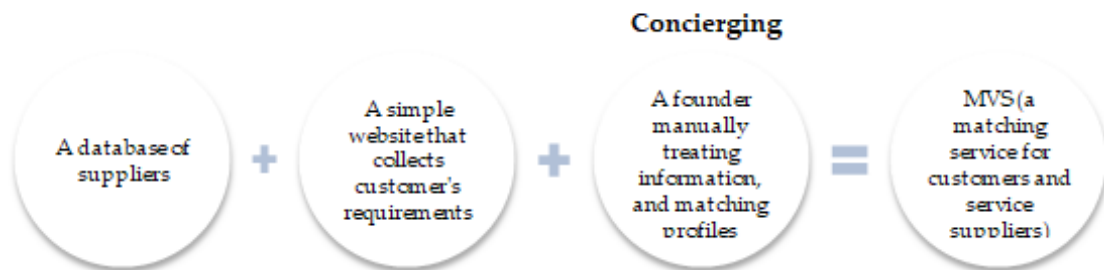 Concierging
A database of
suppliers
+
A simple
website that
collects
customer's
requirements
+
A founder
manually
treating
information,
and matching
profiles
=
MVS (a
matching
service for
customers and
service
suppliers)